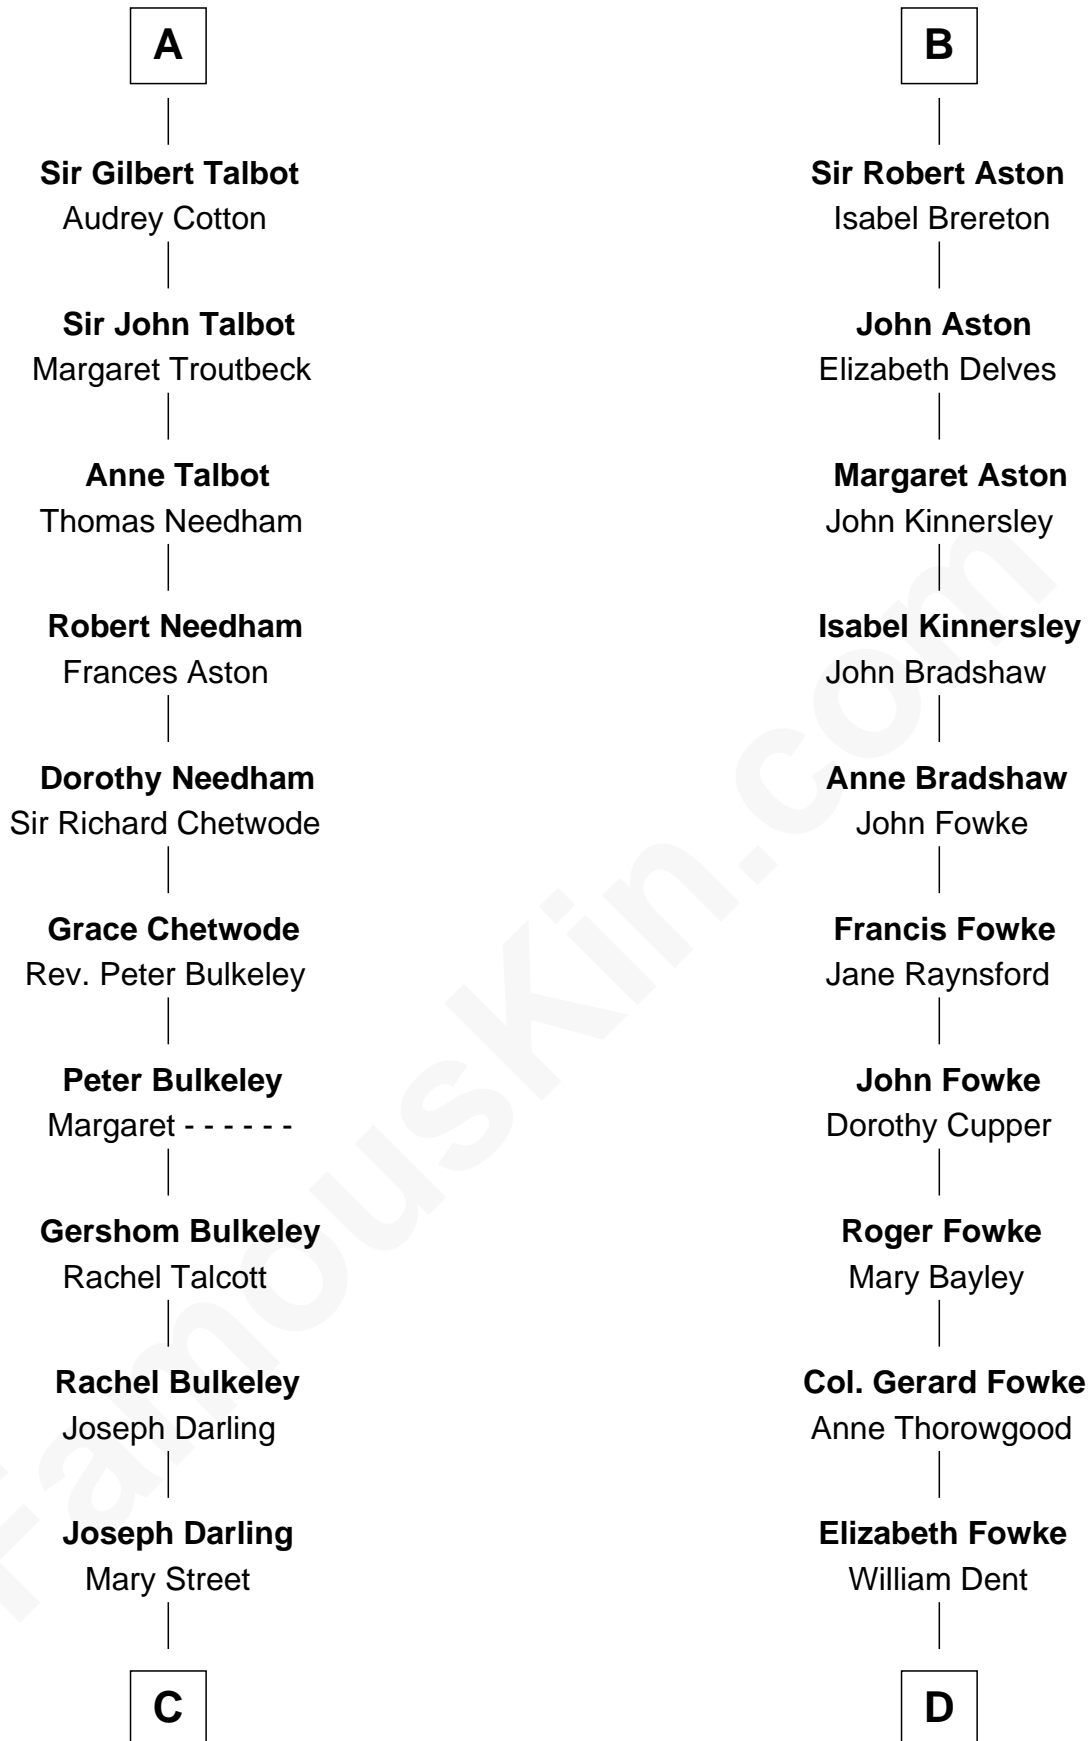 A
Sir Gilbert Talbot
Audrey Cotton
Sir John Talbot
Margaret Troutbeck
Anne Talbot
Thomas Needham
Robert Needham
Frances Aston
Dorothy Needham
Sir Richard Chetwode
Grace Chetwode
Rev. Peter Bulkeley
Peter Bulkeley
Margaret - - - - - -
Gershom Bulkeley
Rachel Talcott
Rachel Bulkeley
Joseph Darling
Joseph Darling
Mary Street
C
B
Sir Robert Aston
Isabel Brereton
John Aston
Elizabeth Delves
Margaret Aston
John Kinnersley
Isabel Kinnersley
John Bradshaw
Anne Bradshaw
John Fowke
Francis Fowke
Jane Raynsford
John Fowke
Dorothy Cupper
Roger Fowke
Mary Bayley
Col. Gerard Fowke
Anne Thorowgood
Elizabeth Fowke
William Dent
D
FamousKin.com